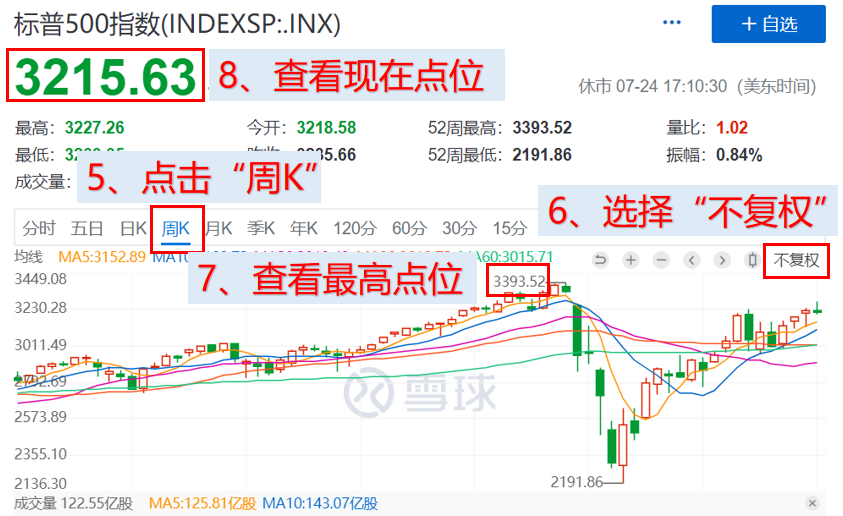 标普500指数(INDEXSP:.INX)
··· ＋自选
3215.63
8、查看现在点位
休市 07-24 17:10:30 (美东时间)
最高: 3227.26 今开: 3218.58 52周最高: 3393.52 量比: 1.02
最低: 52周最低: 2191.86 振幅: 0.84%
成交量:
5、点击“周K”
6、选择“不复权”
分时 五日 日K 周K 月K 季K 年K 120分 60分 30分 15分
均线 MA5:3152.89 MA60:3015.71 不复权
7、查看最高点位
3393.52
3449.08
3230.28
3011.49
2792.69
2573.89
2355.10
2136.30
雪球
2191.86
成交量 122.55亿股 MA5:125.81亿股 MA10:143.07亿股